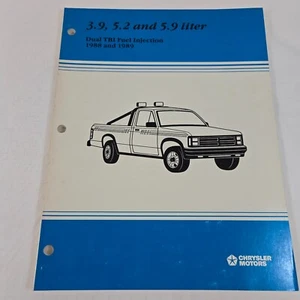 3.9, 5.2 and 5.9 liter
Dual TBI Fuel Injection
1988 and 1989
CHRYSLER
MOTORS